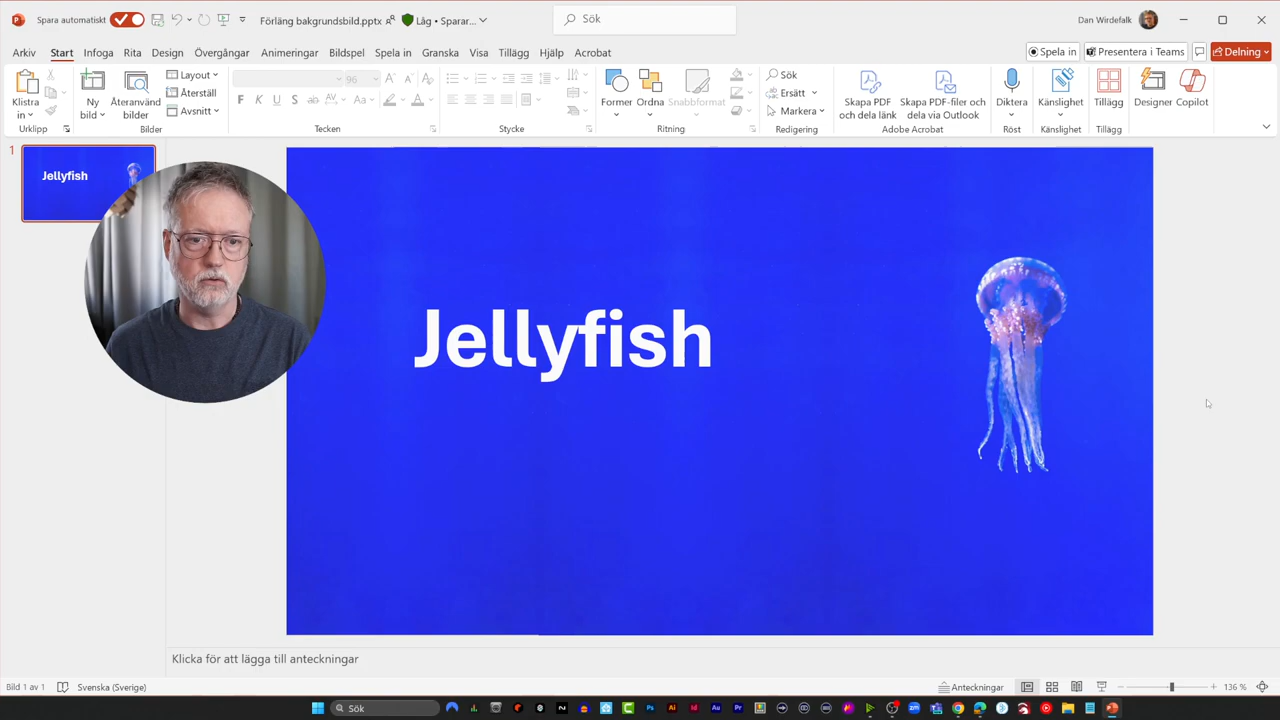 Spara automatiskt
Förläng bakgrundsbild.pptx
Låg • Sparar...
Sök
Dan Wirdefalk
Arkiv Start Infoga Rita Design Övergångar Animeringar Bildspel Spela in Granska Visa Tillägg Hjälp Acrobat
Spela in Presentera i Teams Delning
Klistra in
Ny bild
Återanvänd bilder
Layout
Återställ
Avsnitt
96
F K U S ab AV Aa A
Former
Ordna
Snabbformat
Sök
Ersätt
Markera
Skapa PDF och dela länk
Skapa PDF-filer och dela via Outlook
Diktera
Känslighet
Tillägg
Designer
Copilot
Urklipp Bilder Tecken Stycke Ritning Redigering Adobe Acrobat Röst Känslighet Tillägg
1
Jellyfish
Jellyfish
Klicka för att lägga till anteckningar
Bild 1 av 1 Svenska (Sverige) Anteckningar 136 %
Sök